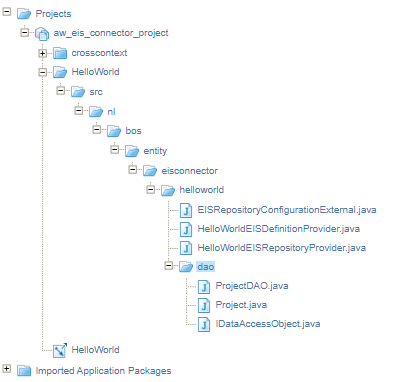 Projects
aw_eis_connector_project
crosscontext
HelloWorld
src
nl
bos
entity
eisconnector
helloworld
EISRepositoryConfigurationExternal.java
HelloWorldEISDefinitionProvider.java
HelloWorldEISRepositoryProvider.java
dao
ProjectDAO.java
Project.java
IDataAccessObject.java
HelloWorld
Imported Application Packages